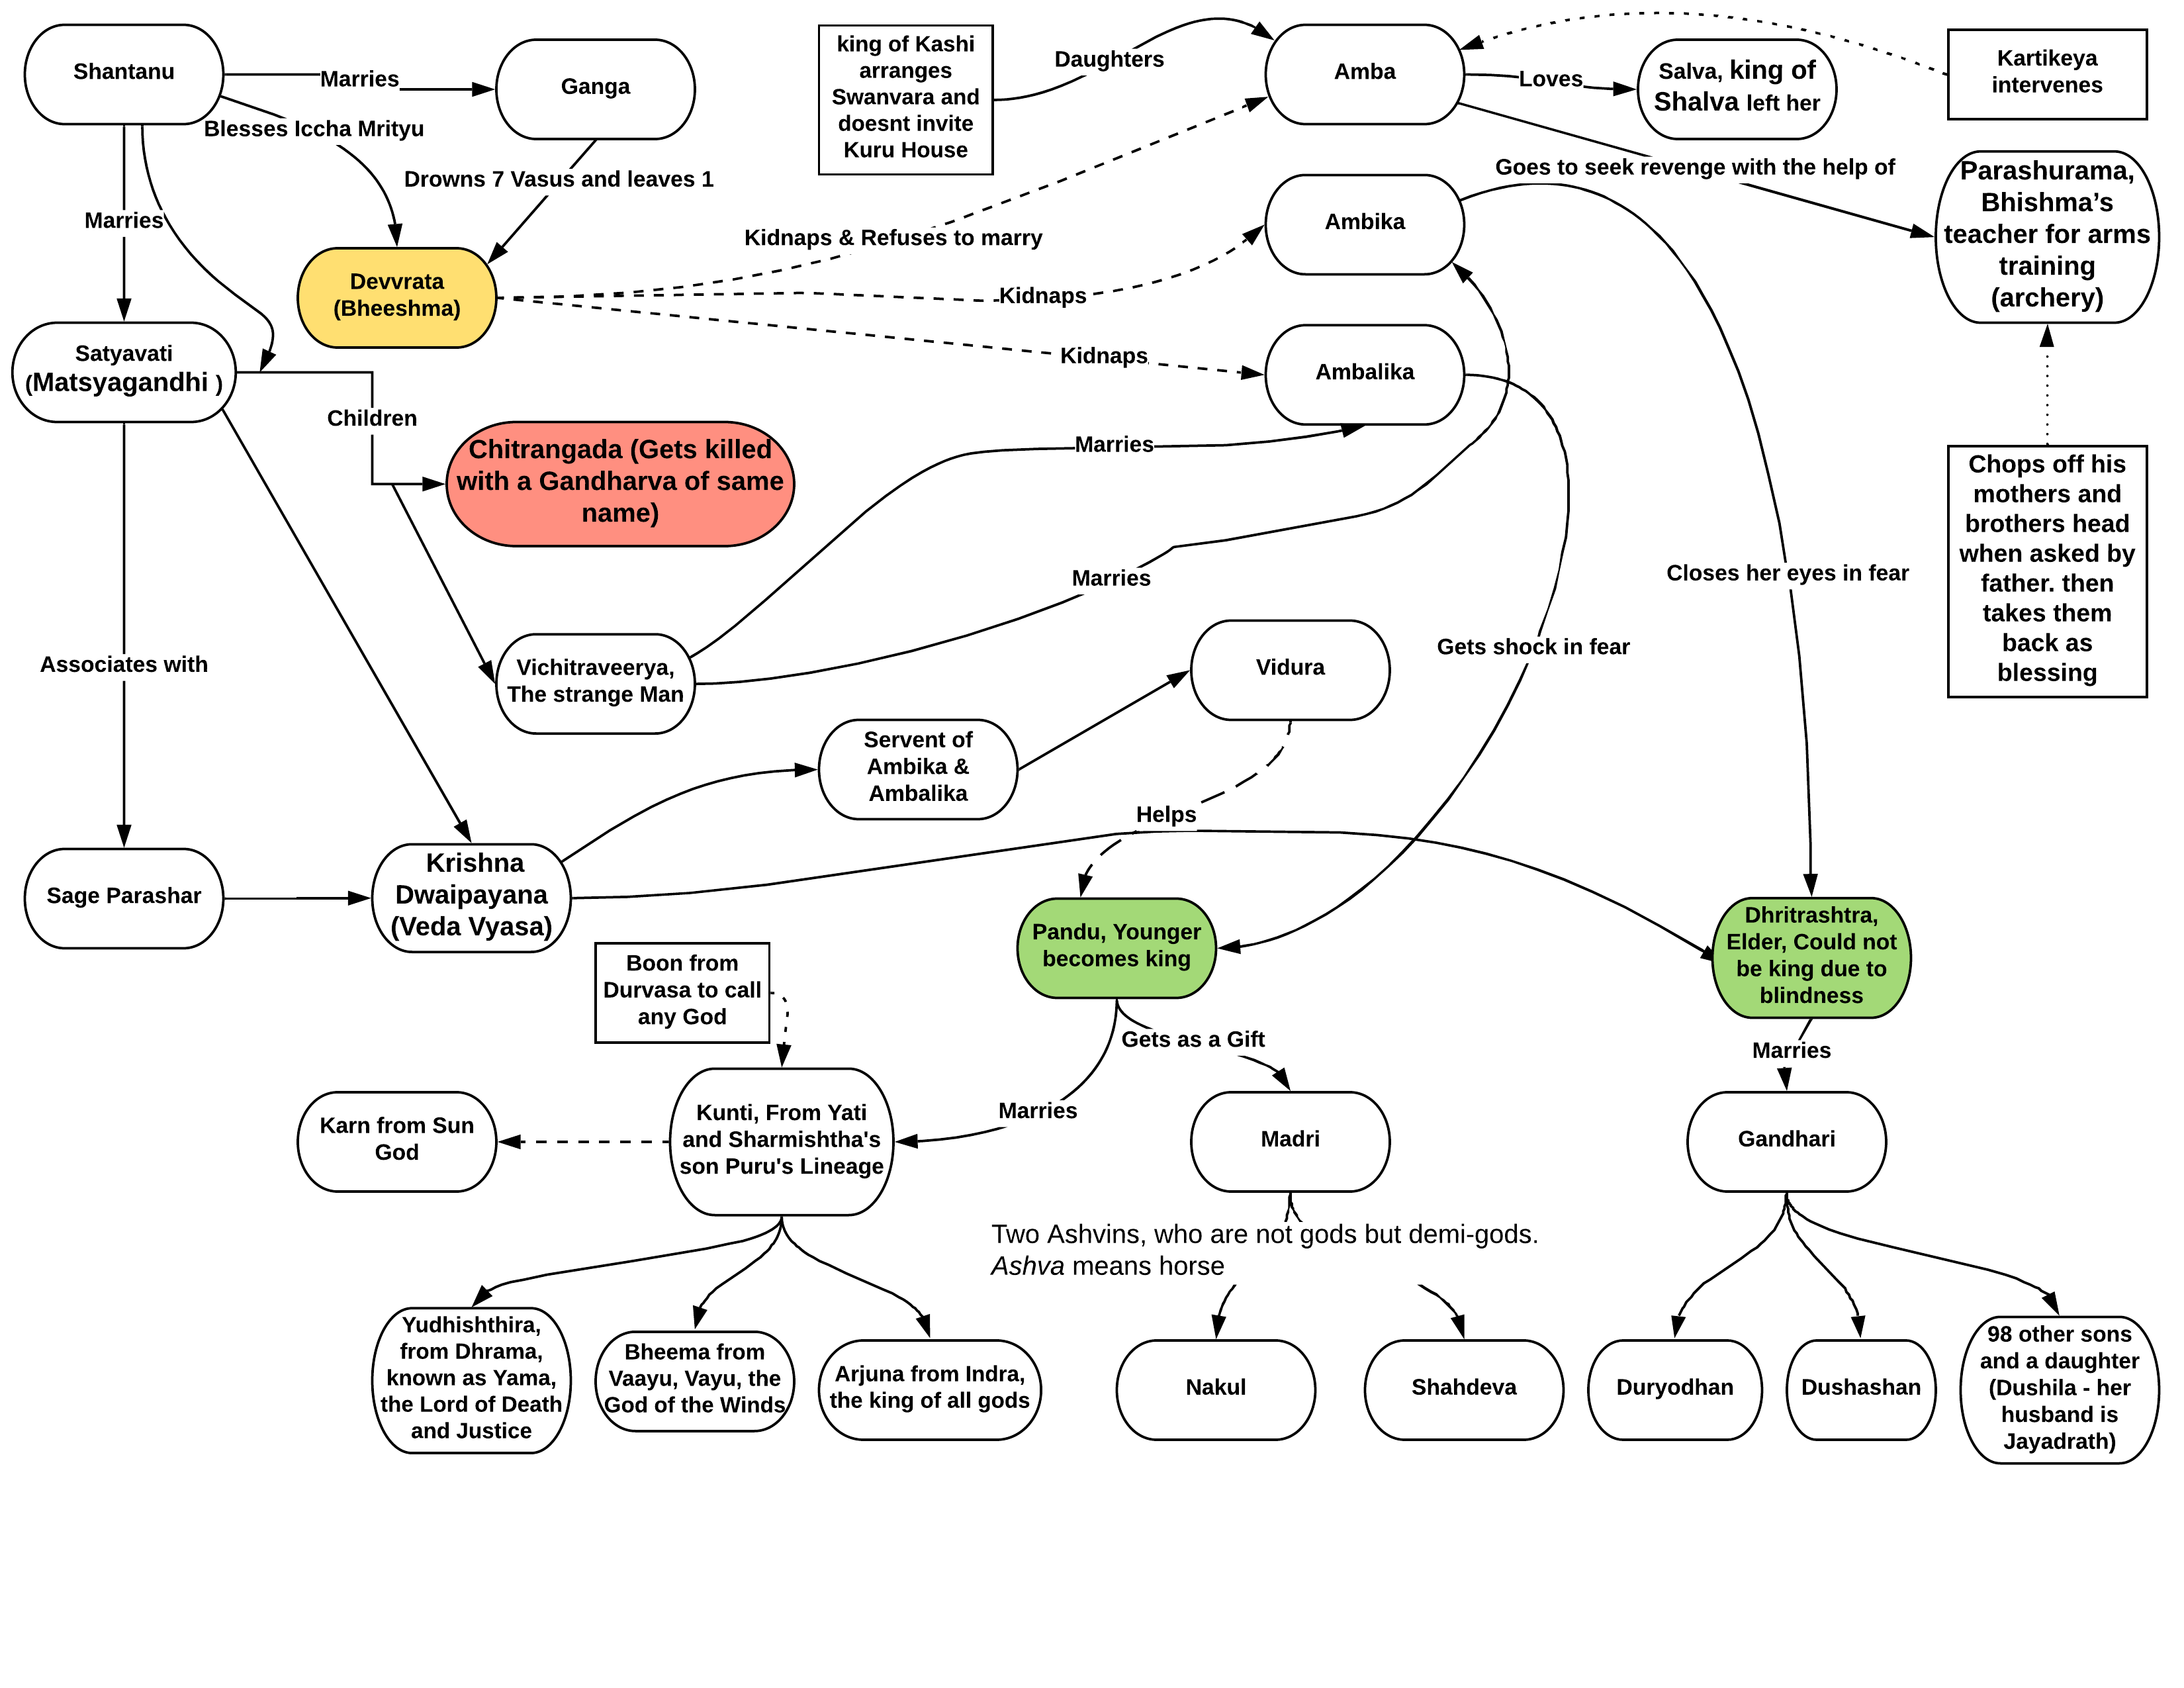 Shantanu
Marries
Ganga
king of Kashi
arranges
Swanvara and
doesnt invite
Kuru House
Daughters
Amba
Loves
Salva, king of
Shalva left her
Kartikeya
intervenes
Blesses Iccha Mrityu
Drowns 7 Vasus and leaves 1
Goes to seek revenge with the help of
Parashurama,
Bhishma’s
teacher for arms
training
(archery)
Marries
Kidnaps & Refuses to marry
Ambika
Devvrata
(Bheeshma)
Kidnaps
Satyavati
(Matsyagandhi )
Kidnaps
Ambalika
Children
Chitrangada (Gets killed
with a Gandharva of same
name)
Marries
Chops off his
mothers and
brothers head
when asked by
father. then
takes them
back as
blessing
Marries
Closes her eyes in fear
Gets shock in fear
Associates with
Vichitraveerya,
The strange Man
Vidura
Servent of
Ambika &
Ambalika
Helps
Sage Parashar
Krishna
Dwaipayana
(Veda Vyasa)
Pandu, Younger
becomes king
Dhritrashtra,
Elder, Could not
be king due to
blindness
Boon from
Durvasa to call
any God
Gets as a Gift
Marries
Marries
Karn from Sun
God
Kunti, From Yati
and Sharmishtha's
son Puru's Lineage
Madri
Gandhari
Two Ashvins, who are not gods but demi-gods.
Ashva means horse
Yudhishthira,
from Dhrama,
known as Yama,
the Lord of Death
and Justice
Bheema from
Vaayu, Vayu, the
God of the Winds
Arjuna from Indra,
the king of all gods
Nakul
Shahdeva
Duryodhan
Dushashan
98 other sons
and a daughter
(Dushila - her
husband is
Jayadrath)